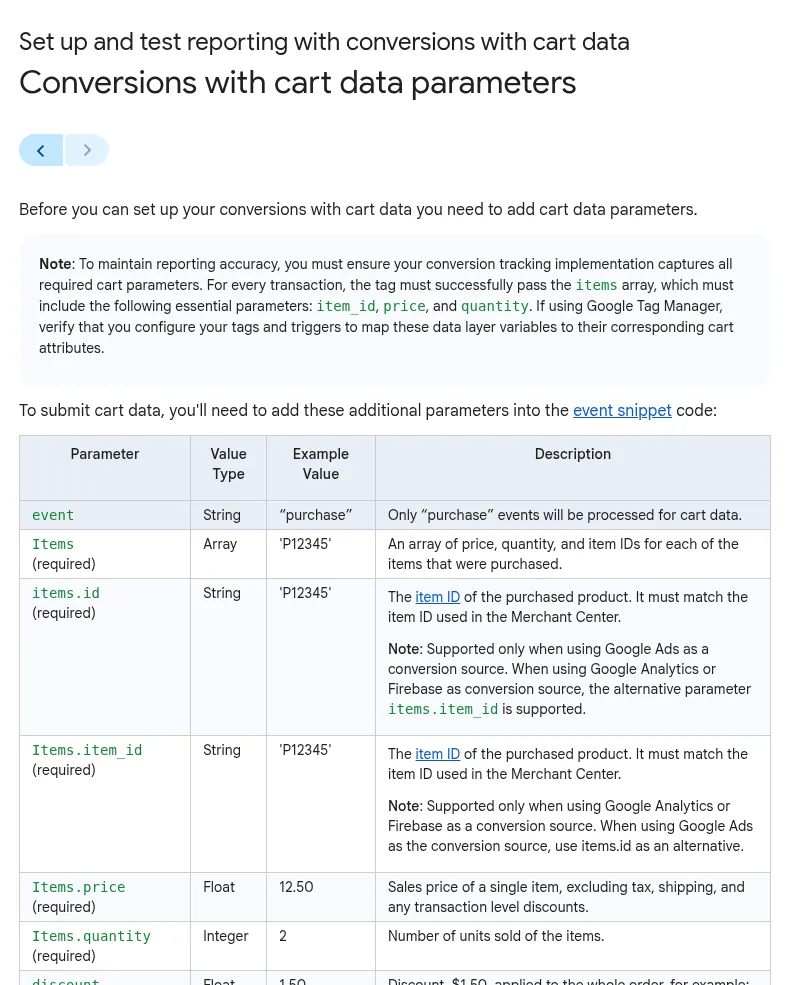 Set up and test reporting with conversions with cart data
Conversions with cart data parameters
Before you can set up your conversions with cart data you need to add cart data parameters.
Note: To maintain reporting accuracy, you must ensure your conversion tracking implementation captures all
required cart parameters. For every transaction, the tag must successfully pass the items array, which must
include the following essential parameters: item_id, price, and quantity. If using Google Tag Manager,
verify that you configure your tags and triggers to map these data layer variables to their corresponding cart
attributes.
To submit cart data, you'll need to add these additional parameters into the event snippet code:
Parameter
Value
Type
Example
Value
Description
event
String
“purchase”
Only “purchase” events will be processed for cart data.
Items
(required)
Array
'P12345'
An array of price, quantity, and item IDs for each of the
items that were purchased.
items.id
(required)
String
'P12345'
The item ID of the purchased product. It must match the
item ID used in the Merchant Center.
Note: Supported only when using Google Ads as a
conversion source. When using Google Analytics or
Firebase as conversion source, the alternative parameter
items.item_id is supported.
Items.item_id
(required)
String
'P12345'
The item ID of the purchased product. It must match the
item ID used in the Merchant Center.
Note: Supported only when using Google Analytics or
Firebase as a conversion source. When using Google Ads
as the conversion source, use items.id as an alternative.
Items.price
(required)
Float
12.50
Sales price of a single item, excluding tax, shipping, and
any transaction level discounts.
Items.quantity
(required)
Integer
2
Number of units sold of the items.
discount
Float
1.50
Discount, $1.50, applied to the whole order, for example: